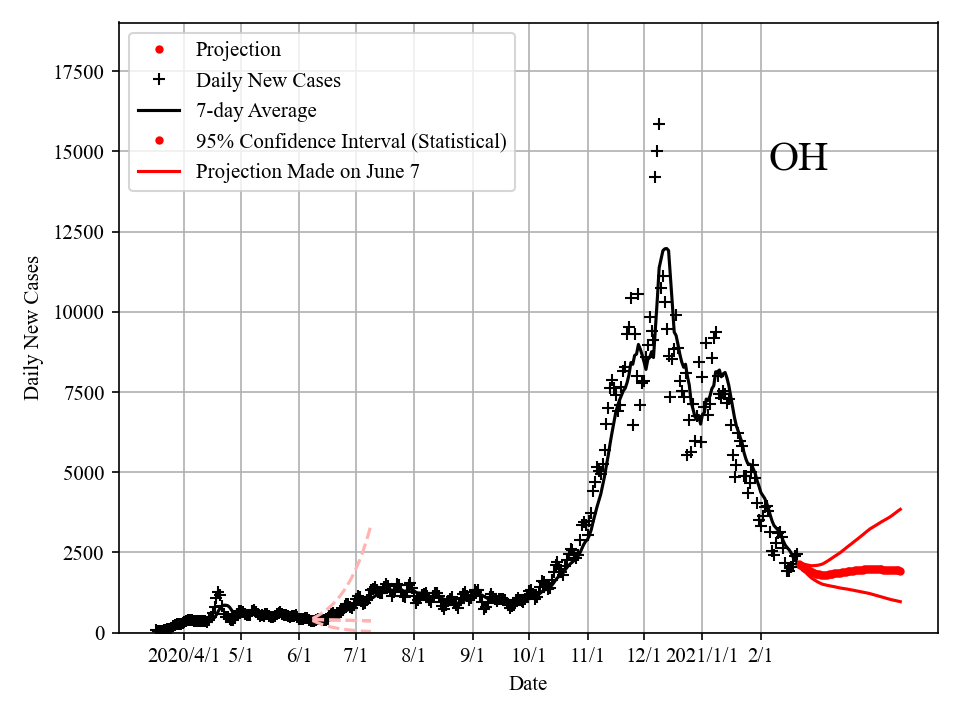 Projection
Daily New Cases
7-day Average
95% Confidence Interval (Statistical)
Projection Made on June 7
OH
17500
15000
12500
10000
7500
5000
2500
0
Daily New Cases
2020/4/1 5/1 6/1 7/1 8/1 9/1 10/1 11/1 12/1 2021/1/1 2/1
Date